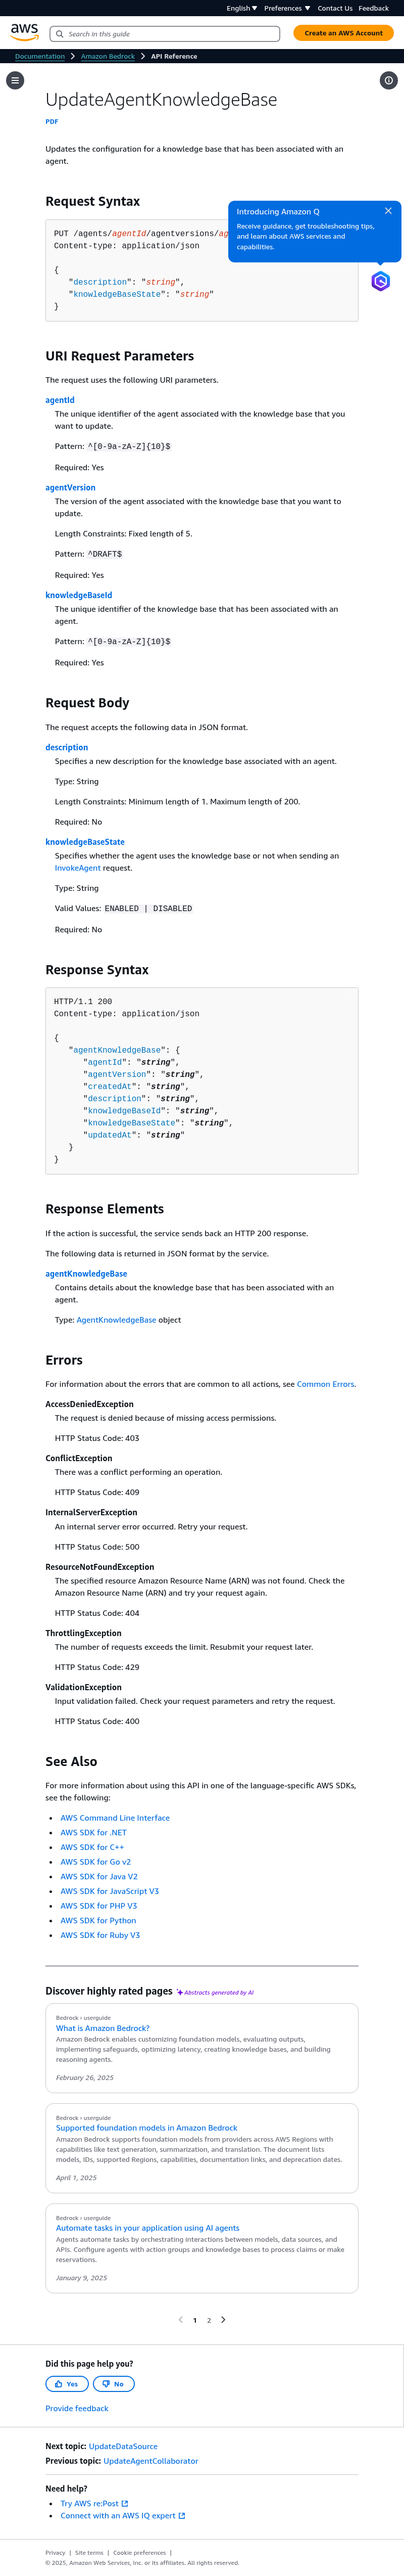 English
Preferences
Contact Us
Feedback
aws
Search in this guide
Create an AWS Account
Documentation
Amazon Bedrock
API Reference
UpdateAgentKnowledgeBase
PDF
Updates the configuration for a knowledge base that has been associated with an
agent.
Request Syntax
PUT /agents/agentId/agentversions/
Content-type: application/json
{
"description": "string",
"knowledgeBaseState": "string"
}
Introducing Amazon Q
Receive guidance, get troubleshooting tips,
and learn about AWS services and
capabilities.
URI Request Parameters
The request uses the following URI parameters.
agentId
The unique identifier of the agent associated with the knowledge base that you
want to update.
Pattern: ^[0-9a-zA-Z]{10}$
Required: Yes
agentVersion
The version of the agent associated with the knowledge base that you want to
update.
Length Constraints: Fixed length of 5.
Pattern: ^DRAFT$
Required: Yes
knowledgeBaseId
The unique identifier of the knowledge base that has been associated with an
agent.
Pattern: ^[0-9a-zA-Z]{10}$
Required: Yes
Request Body
The request accepts the following data in JSON format.
description
Specifies a new description for the knowledge base associated with an agent.
Type: String
Length Constraints: Minimum length of 1. Maximum length of 200.
Required: No
knowledgeBaseState
Specifies whether the agent uses the knowledge base or not when sending an
InvokeAgent request.
Type: String
Valid Values: ENABLED | DISABLED
Required: No
Response Syntax
HTTP/1.1 200
Content-type: application/json
{
"agentKnowledgeBase": {
"agentId": "string",
"agentVersion": "string",
"createdAt": "string",
"description": "string",
"knowledgeBaseId": "string",
"knowledgeBaseState": "string",
"updatedAt": "string"
}
}
Response Elements
If the action is successful, the service sends back an HTTP 200 response.
The following data is returned in JSON format by the service.
agentKnowledgeBase
Contains details about the knowledge base that has been associated with an
agent.
Type: AgentKnowledgeBase object
Errors
For information about the errors that are common to all actions, see Common Errors.
AccessDeniedException
The request is denied because of missing access permissions.
HTTP Status Code: 403
ConflictException
There was a conflict performing an operation.
HTTP Status Code: 409
InternalServerException
An internal server error occurred. Retry your request.
HTTP Status Code: 500
ResourceNotFoundException
The specified resource Amazon Resource Name (ARN) was not found. Check the
Amazon Resource Name (ARN) and try your request again.
HTTP Status Code: 404
ThrottlingException
The number of requests exceeds the limit. Resubmit your request later.
HTTP Status Code: 429
ValidationException
Input validation failed. Check your request parameters and retry the request.
HTTP Status Code: 400
See Also
For more information about using this API in one of the language-specific AWS SDKs,
see the following:
• AWS Command Line Interface
• AWS SDK for .NET
• AWS SDK for C++
• AWS SDK for Go v2
• AWS SDK for Java V2
• AWS SDK for JavaScript V3
• AWS SDK for PHP V3
• AWS SDK for Python
• AWS SDK for Ruby V3
Discover highly rated pages Abstracts generated by AI
Bedrock › userguide
What is Amazon Bedrock?
Amazon Bedrock enables customizing foundation models, evaluating outputs,
implementing safeguards, optimizing latency, creating knowledge bases, and building
reasoning agents.
February 26, 2025
Bedrock › userguide
Supported foundation models in Amazon Bedrock
Amazon Bedrock supports foundation models from providers across AWS Regions with
capabilities like text generation, summarization, and translation. The document lists
models, IDs, supported Regions, capabilities, documentation links, and deprecation dates.
April 1, 2025
Bedrock › userguide
Automate tasks in your application using AI agents
Agents automate tasks by orchestrating interactions between models, data sources, and
APIs. Configure agents with action groups and knowledge bases to process claims or make
reservations.
January 9, 2025
1 2
Did this page help you?
Yes
No
Provide feedback
Next topic: UpdateDataSource
Previous topic: UpdateAgentCollaborator
Need help?
• Try AWS re:Post
• Connect with an AWS IQ expert
Privacy | Site terms | Cookie preferences |
© 2025, Amazon Web Services, Inc. or its affiliates. All rights reserved.